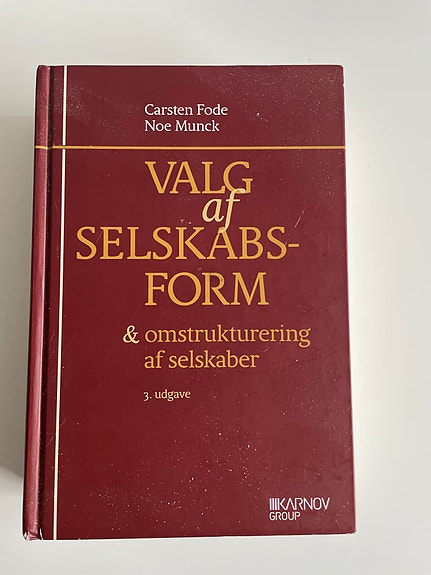 Carsten Fode
Noe Munck
VALG
af
SELSKABS-
FORM
& omstrukturering
af selskaber
3. udgave
KARNOV
GROUP